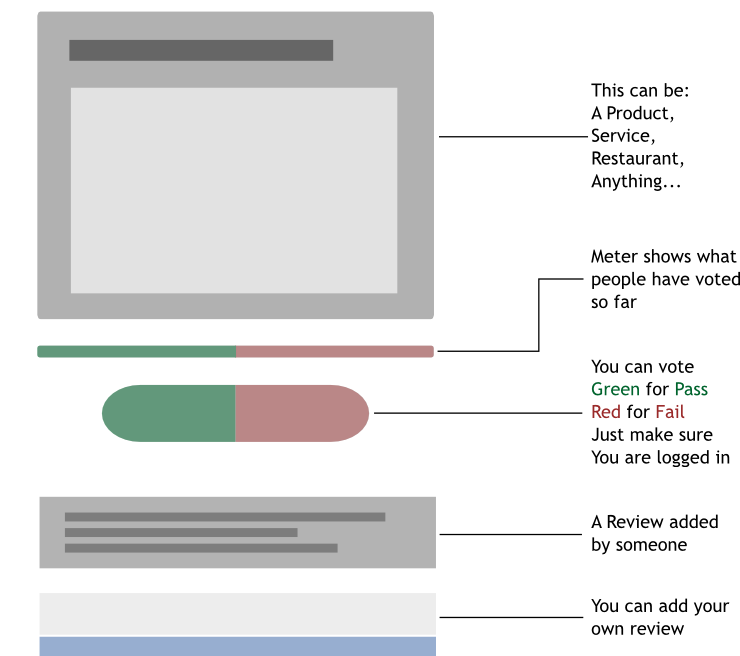 This can be:
A Product,
Service,
Restaurant,
Anything...
Meter shows what
people have voted
so far
You can vote
Green for Pass
Red for Fail
Just make sure
You are logged in
A Review added
by someone
You can add your
own review